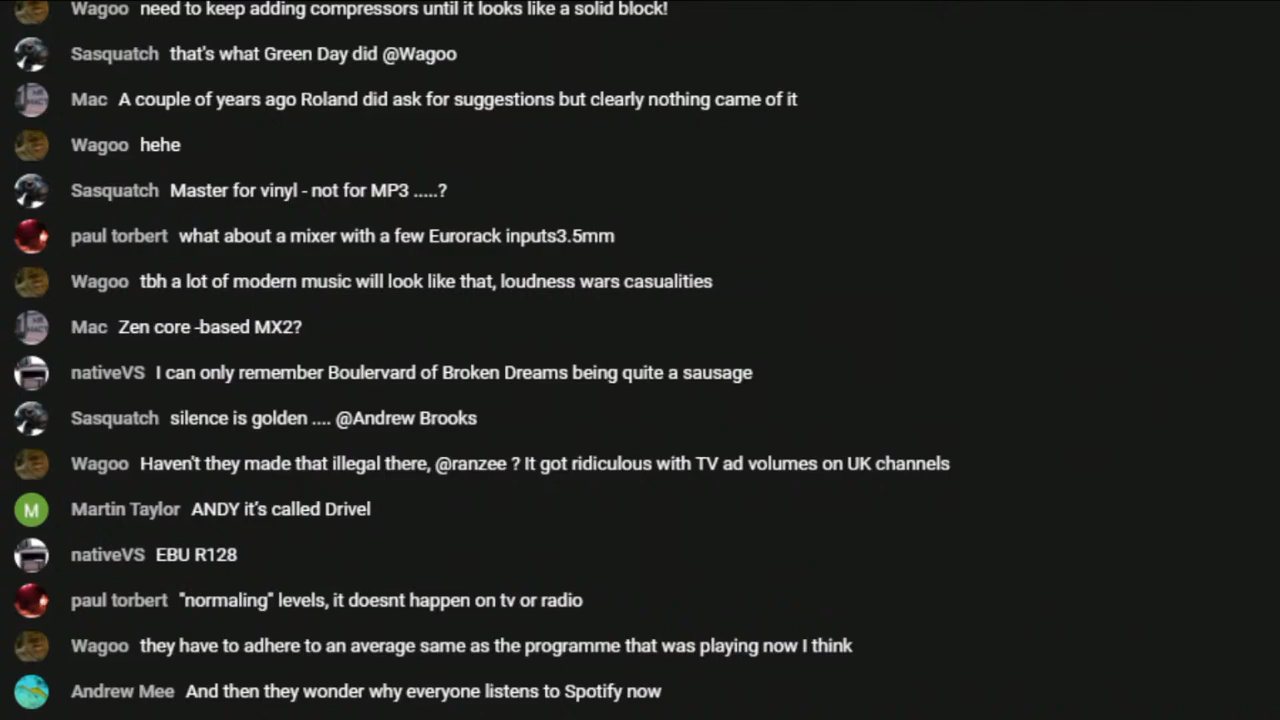 Wagoo need to keep adding compressors until it looks like a solid block!
Sasquatch that's what Green Day did @Wagoo
Mac A couple of years ago Roland did ask for suggestions but clearly nothing came of it
Wagoo hehe
Sasquatch Master for vinyl - not for MP3 .....?
paul torbert what about a mixer with a few Eurorack inputs3.5mm
Wagoo tbh a lot of modern music will look like that, loudness wars casualities
Mac Zen core -based MX2?
nativeVS I can only remember Boulervard of Broken Dreams being quite a sausage
Sasquatch silence is golden .... @Andrew Brooks
Wagoo Haven't they made that illegal there, @ranzee ? It got ridiculous with TV ad volumes on UK channels
M Martin Taylor ANDY it's called Drivel
nativeVS EBU R128
paul torbert "normaling" levels, it doesnt happen on tv or radio
Wagoo they have to adhere to an average same as the programme that was playing now I think
Andrew Mee And then they wonder why everyone listens to Spotify now